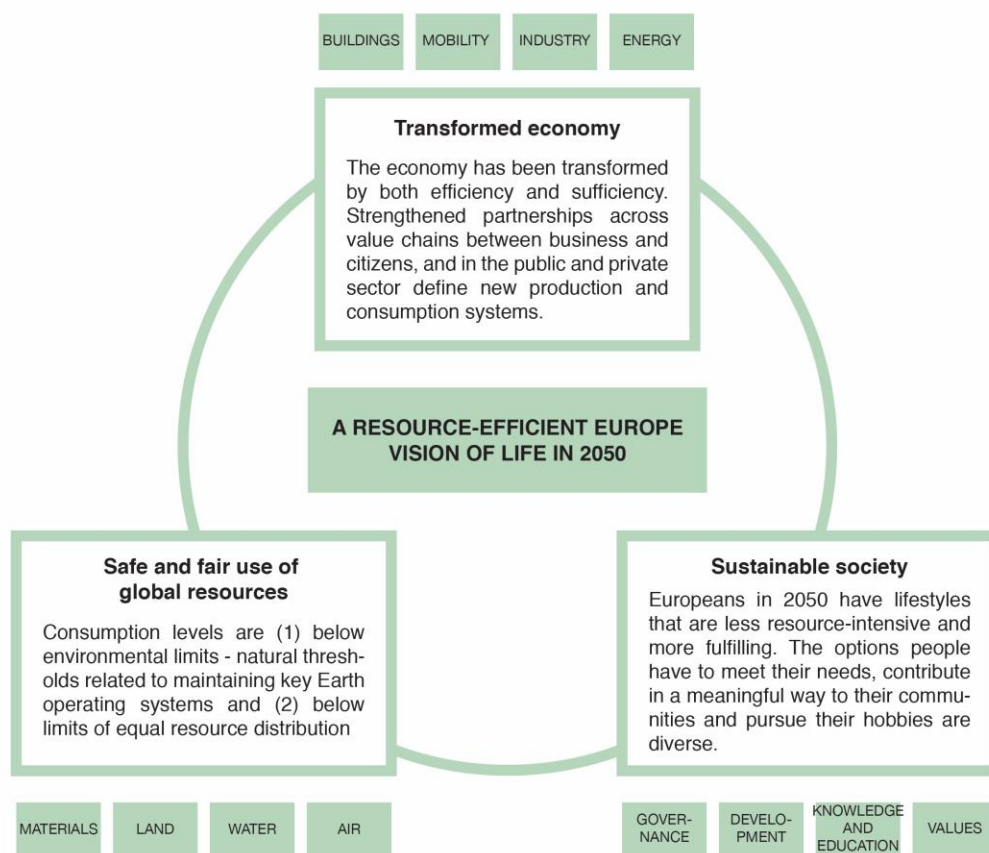 BUILDINGS
MOBILITY
INDUSTRY
ENERGY
Transformed economy
The economy has been transformed
by both efficiency and sufficiency.
Strengthened partnerships across
value chains between business and
citizens, and in the public and private
sector define new production and
consumption systems.
A RESOURCE-EFFICIENT EUROPE
VISION OF LIFE IN 2050
Safe and fair use of
global resources
Consumption levels are (1) below
environmental limits - natural thresh-
olds related to maintaining key Earth
operating systems and (2) below
limits of equal resource distribution
Sustainable society
Europeans in 2050 have lifestyles
that are less resource-intensive and
more fulfilling. The options people
have to meet their needs, contribute
in a meaningful way to their commu-
nities and pursue their hobbies are
diverse.
MATERIALS
LAND
WATER
AIR
GOVER-
NANCE
DEVELO-
PMENT
KNOWLEDGE
AND
EDUCATION
VALUES